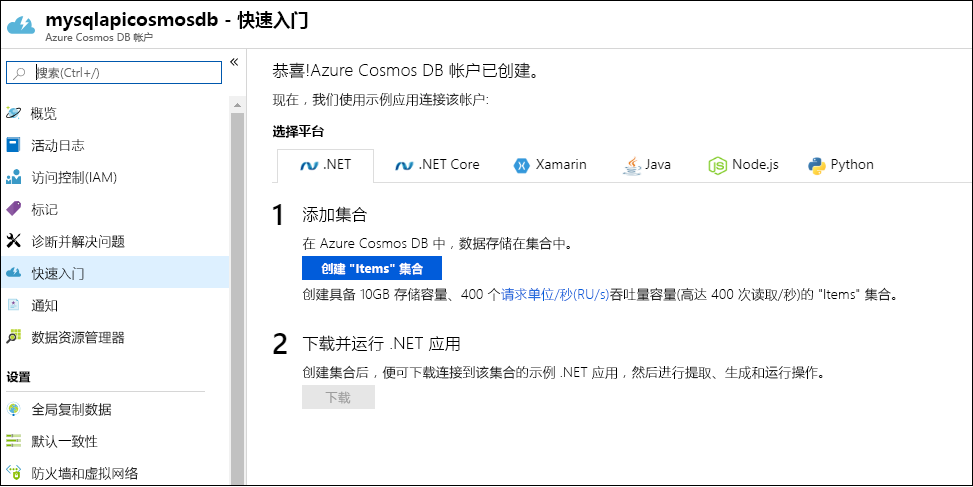 mysqlapicosmosdb - 快速入门
Azure Cosmos DB 帐户
搜索(Ctrl+/)
«
概览
活动日志
访问控制(IAM)
标记
诊断并解决问题
快速入门
通知
数据资源管理器
设置
全局复制数据
默认一致性
防火墙和虚拟网络
恭喜!Azure Cosmos DB 帐户已创建。
现在，我们使用示例应用连接该帐户:
选择平台
.NET
.NET Core
Xamarin
Java
Node.js
Python
1 添加集合
在 Azure Cosmos DB 中，数据存储在集合中。
创建 "Items" 集合
创建具备 10GB 存储容量、400 个请求单位/秒(RU/s)吞吐量容量(高达 400 次读取/秒)的 "Items" 集合。
2 下载并运行 .NET 应用
创建集合后，便可下载连接到该集合的示例 .NET 应用，然后进行提取、生成和运行操作。
下载